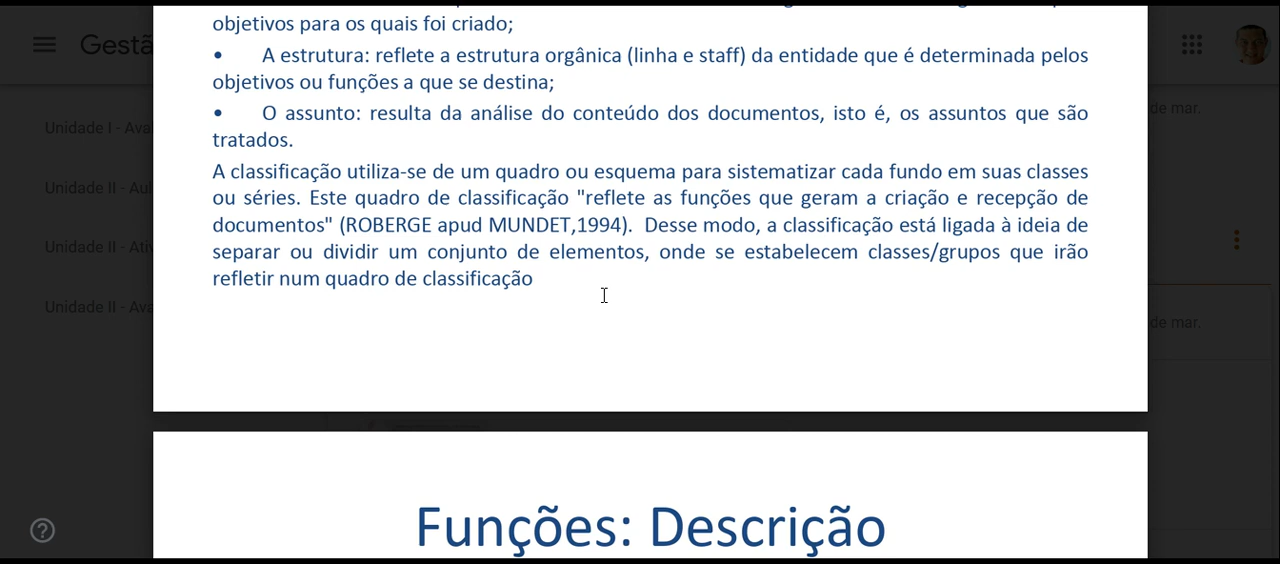 objetivos para os quais foi criado;
Gestã
• A estrutura: reflete a estrutura orgânica (linha e staff) da entidade que é determinada pelos
objetivos ou funções a que se destina;
• O assunto: resulta da análise do conteúdo dos documentos, isto é, os assuntos que são
tratados.
de mar.
Unidade I - Ava
A classificação utiliza-se de um quadro ou esquema para sistematizar cada fundo em suas classes
Unidade II - Aul
ou séries. Este quadro de classificação "reflete as funções que geram a criação e recepção de
documentos" (ROBERGE apud MUNDET,1994). Desse modo, a classificação está ligada à ideia de
Unidade II - Ativ
separar ou dividir um conjunto de elementos, onde se estabelecem classes/grupos que irão
refletir num quadro de classificação
Unidade II - Ava
de mar.
Funções: Descrição